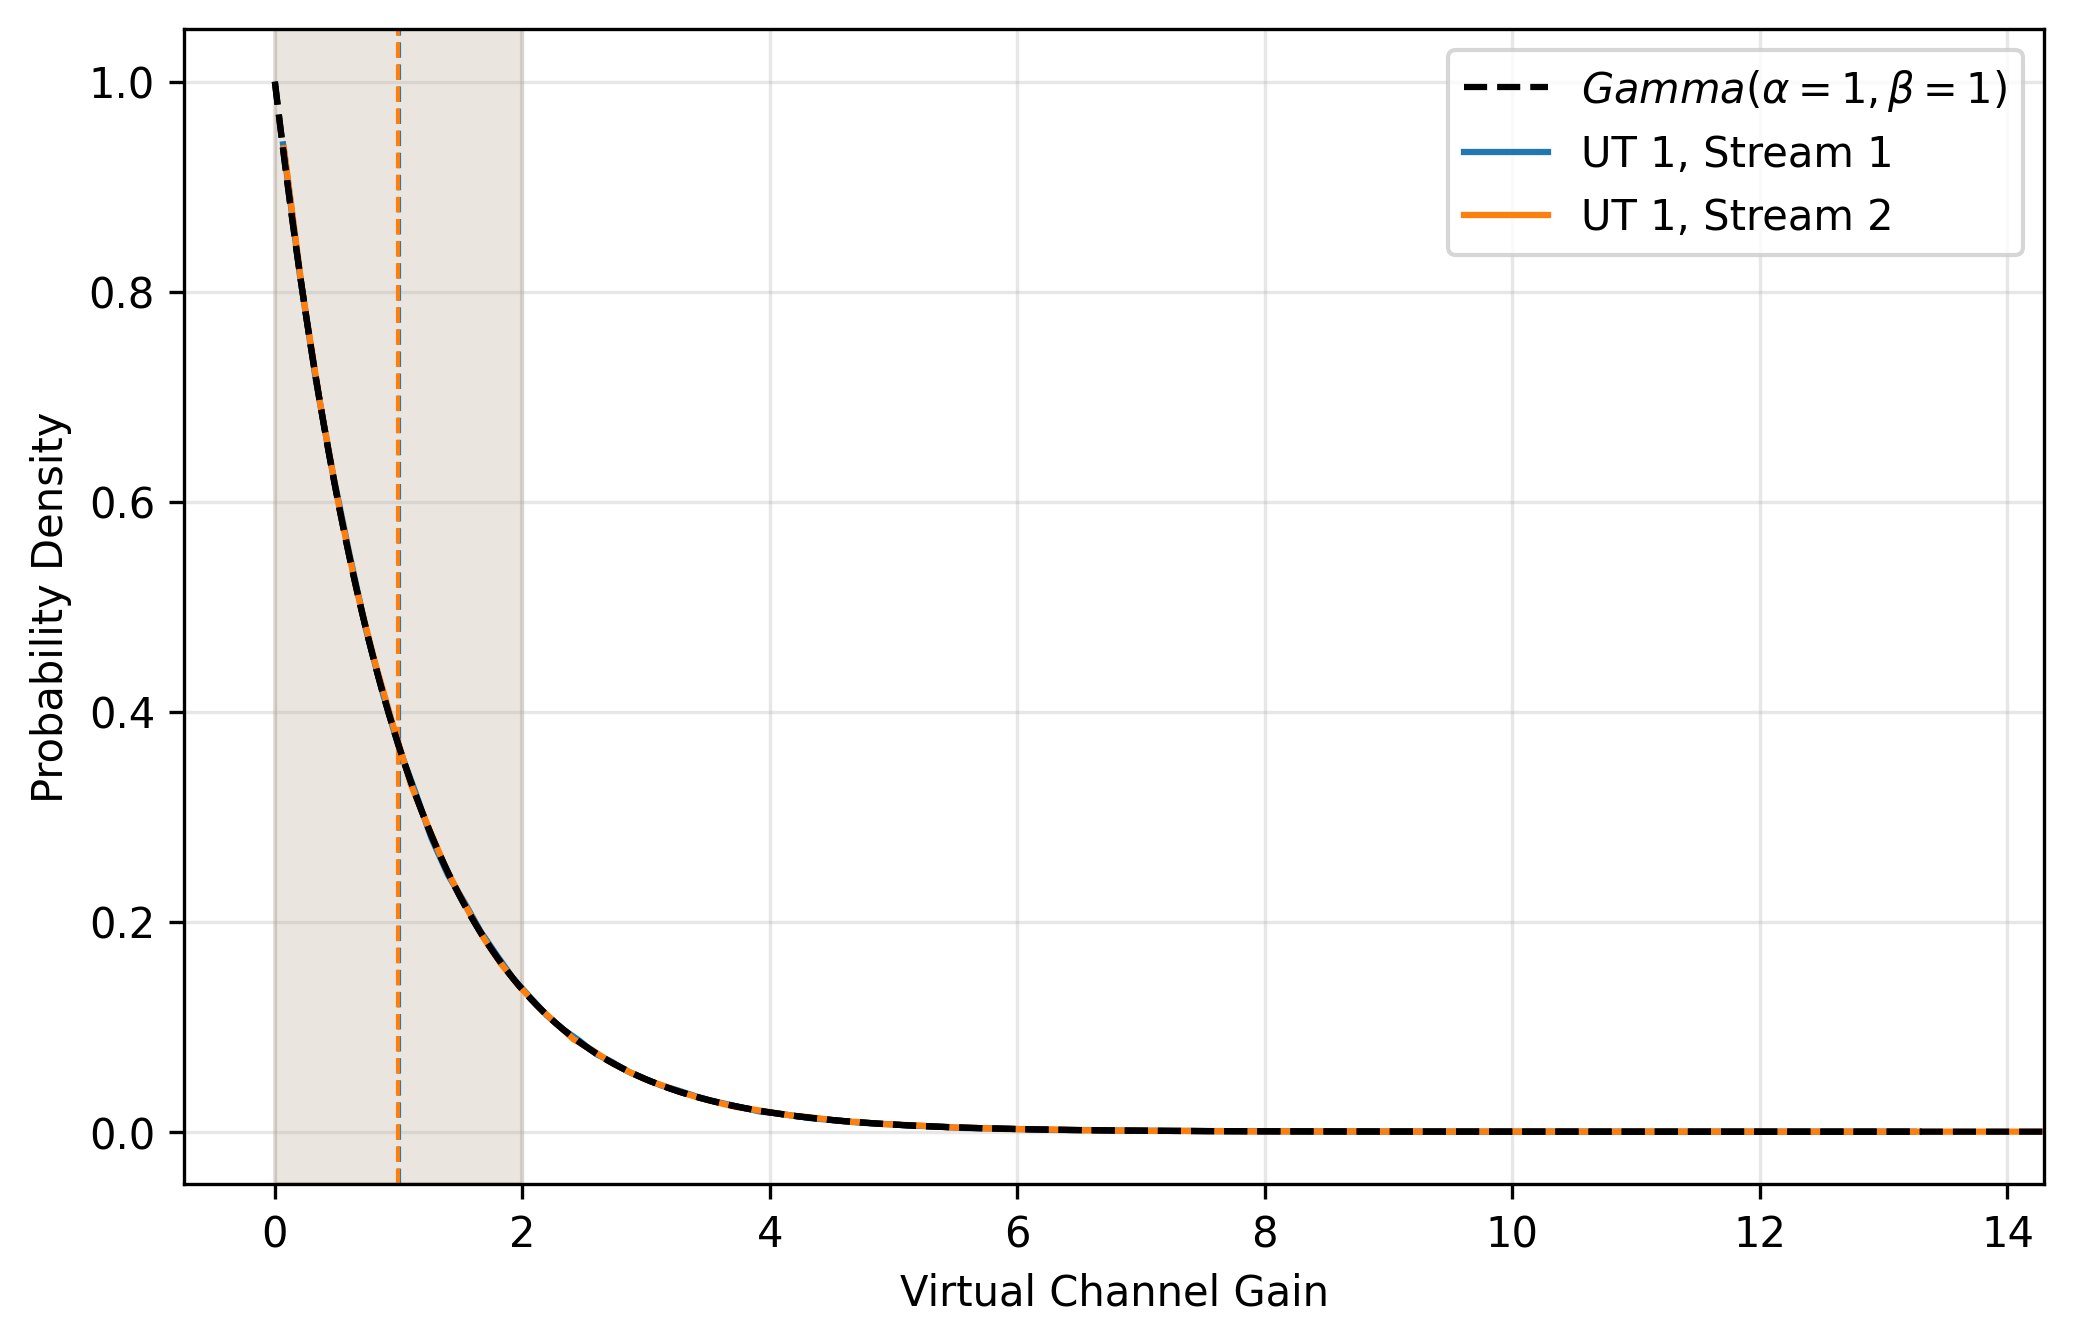 Gamma(α = 1, β = 1)
UT 1, Stream 1
UT 1, Stream 2
1.0
0.8
0.6
0.4
0.2
0.0
Probability Density
0 2 4 6 8 10 12 14
Virtual Channel Gain